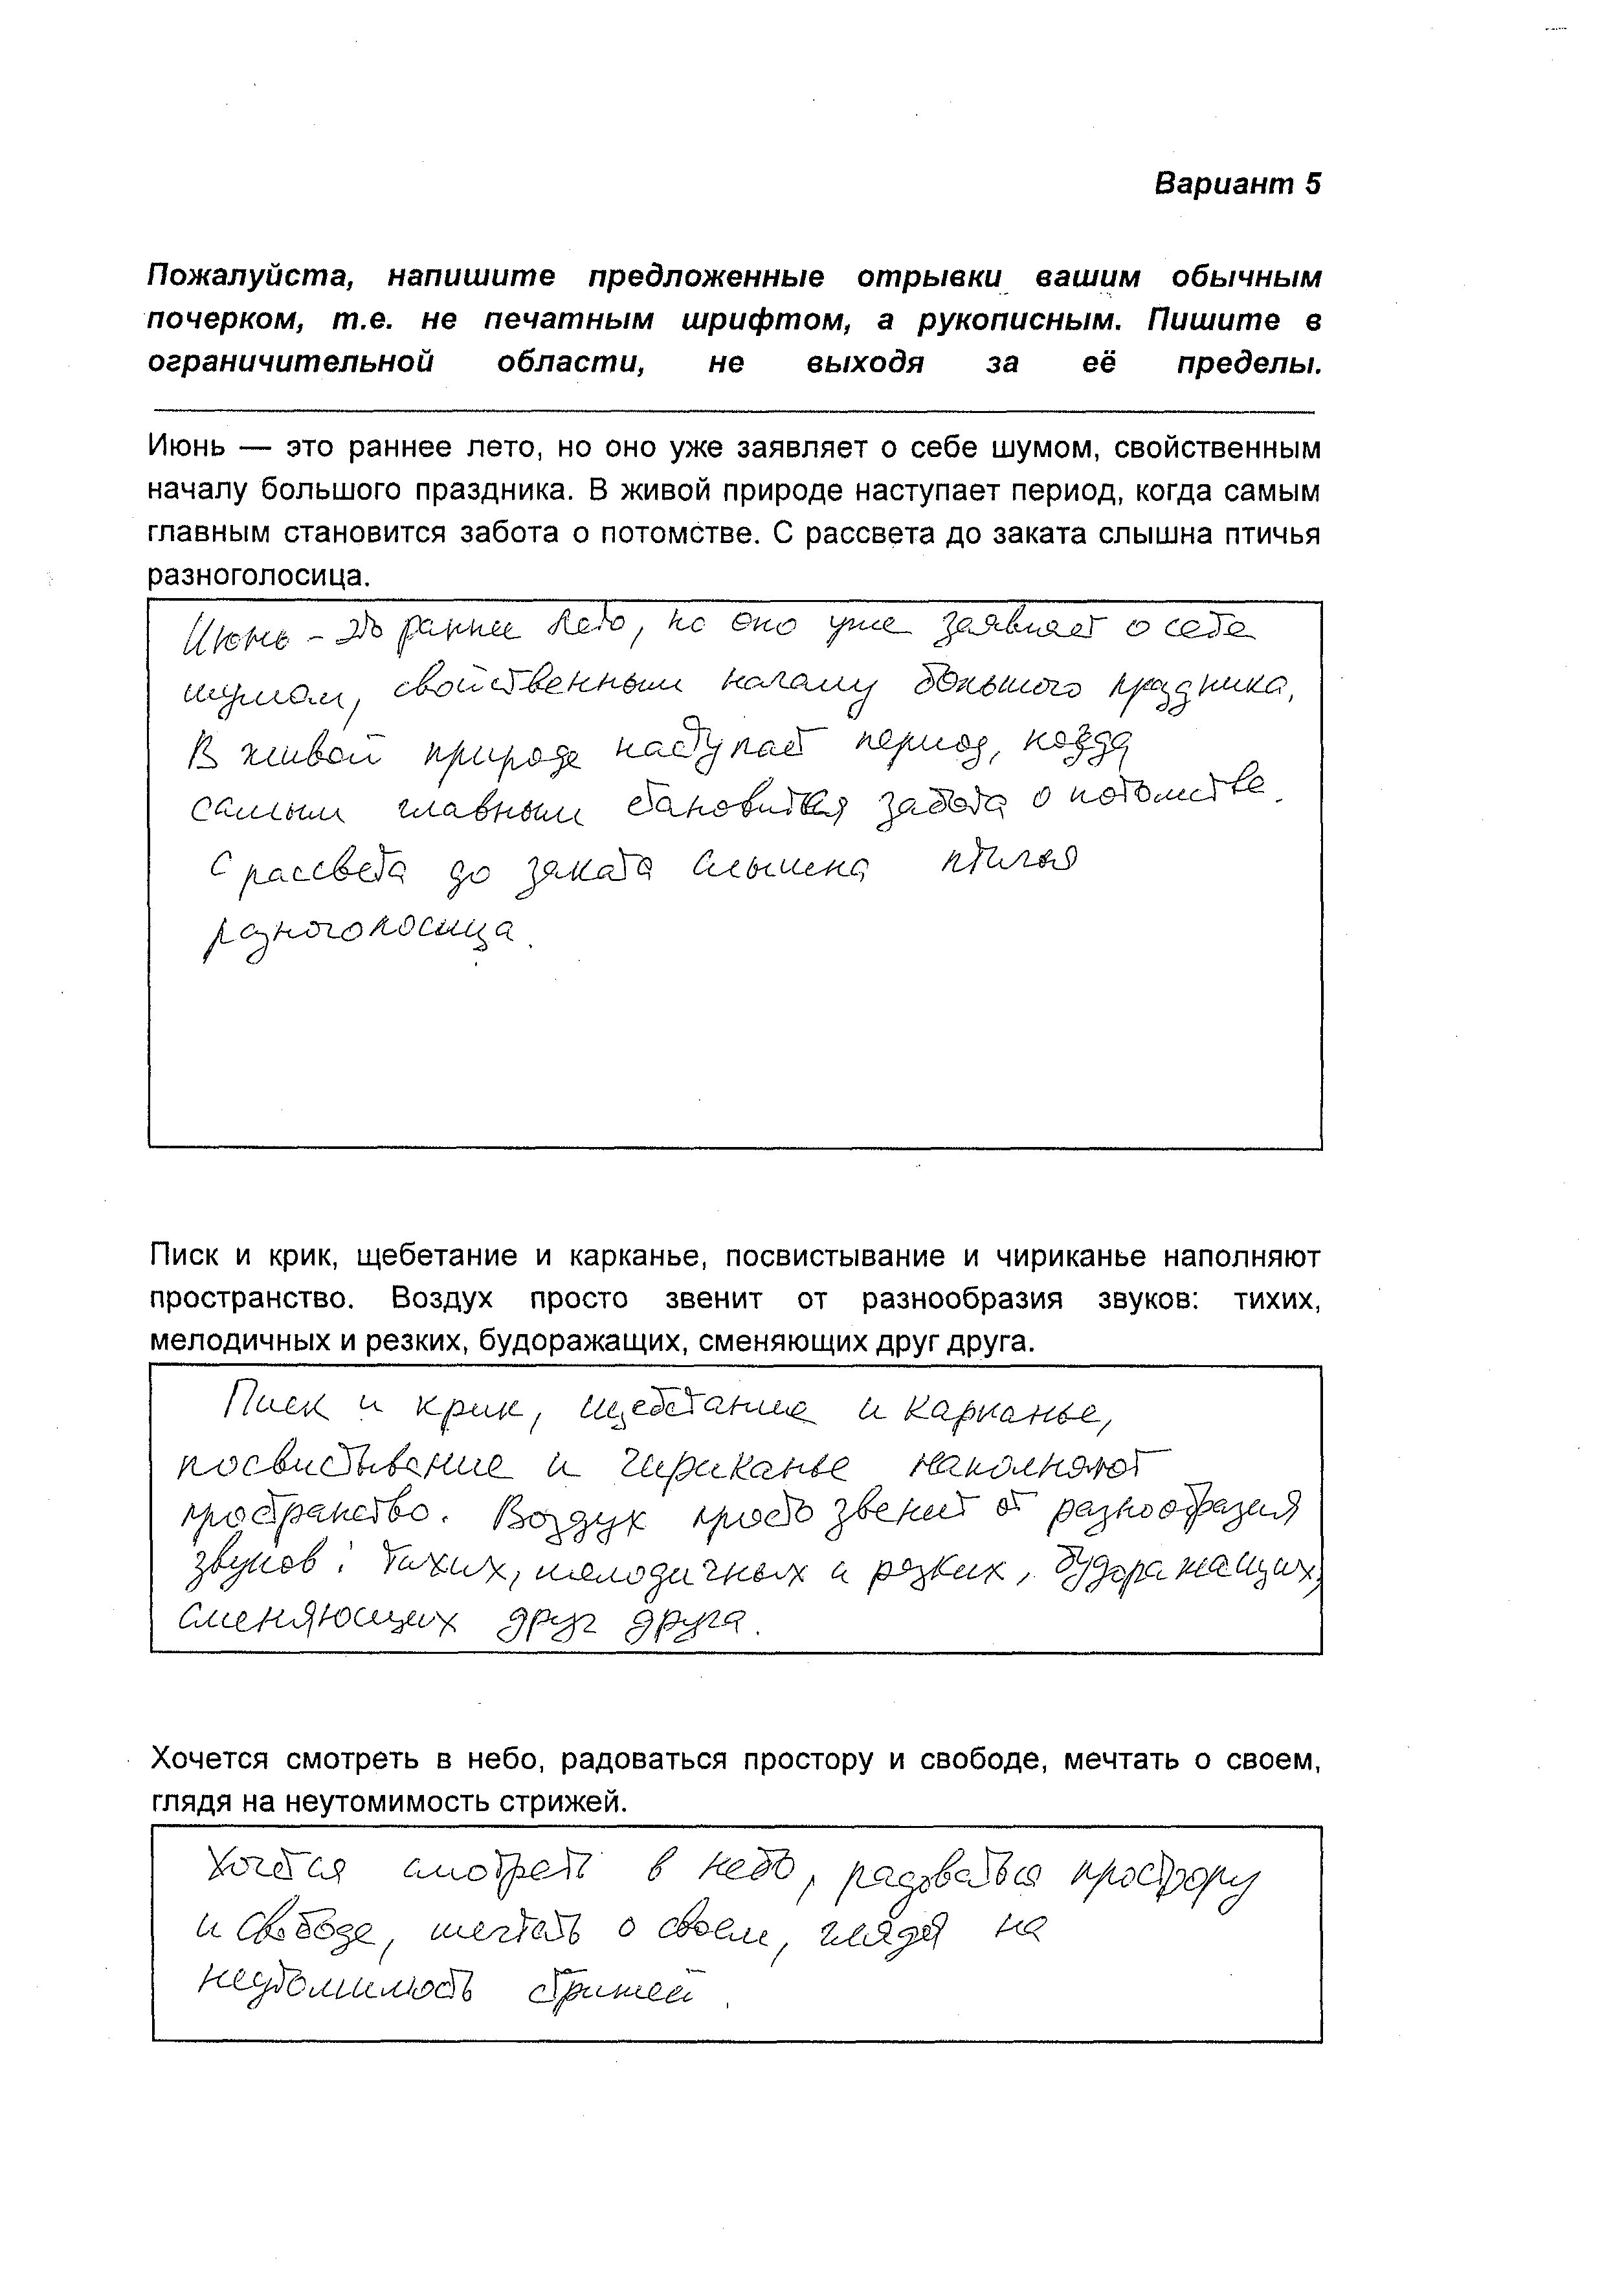 Вариант 5
Пожалуйста, напишите предложенные отрывки вашим обычным
почерком, т.е. не печатным шрифтом, а рукописным. Пишите в
ограничительной области, не выходя за её пределы.
Июнь — это раннее лето, но оно уже заявляет о себе шумом, свойственным
началу большого праздника. В живой природе наступает период, когда самым
главным становится забота о потомстве. С рассвета до заката слышна птичья
разноголосица.
Июнь - это раннее лето, но оно уже заявляет о себе
шумом, свойственным началу большого праздника.
В живой природе наступает период, когда
самым главным становится забота о потомстве.
С рассвета до заката слышна птичья
разноголосица.
Писк и крик, щебетание и карканье, посвистывание и чириканье наполняют
пространство. Воздух просто звенит от разнообразия звуков: тихих,
мелодичных и резких, будоражащих, сменяющих друг друга.
Писк и крик, щебетание и карканье,
посвистывание и чириканье наполняют
пространство. Воздух просто звенит от разнообразия
звуков: тихих, мелодичных и резких, будоражащих,
сменяющих друг друга.
Хочется смотреть в небо, радоваться простору и свободе, мечтать о своем,
глядя на неутомимость стрижей.
Хочется смотреть в небо, радоваться простору
и свободе, мечтать о своем, глядя на
неутомимость стрижей.